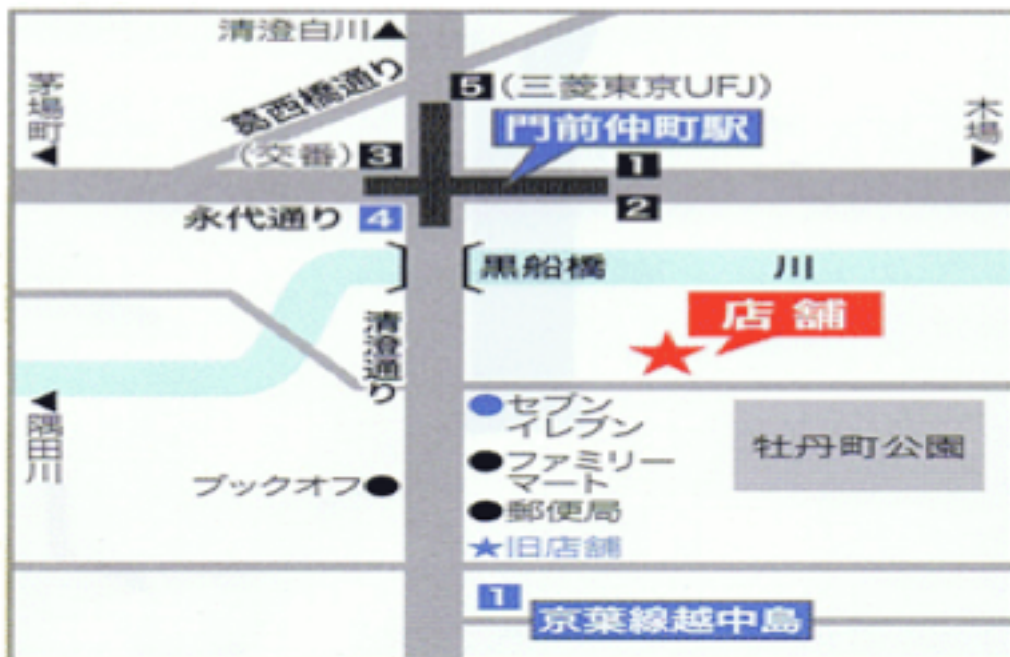 清澄白川▲
葛西橋通り
茅場町
◀
5(三菱東京UFJ)
門前仲町駅
木場
▶
(交番)3
1
2
永代通り 4
黒船橋
川
店舗
清澄通り
◀
隅田川
セブン
イレブン
ファミリー
マート
郵便局
★旧店舗
ブックオフ
牡丹町公園
1
京葉線越中島